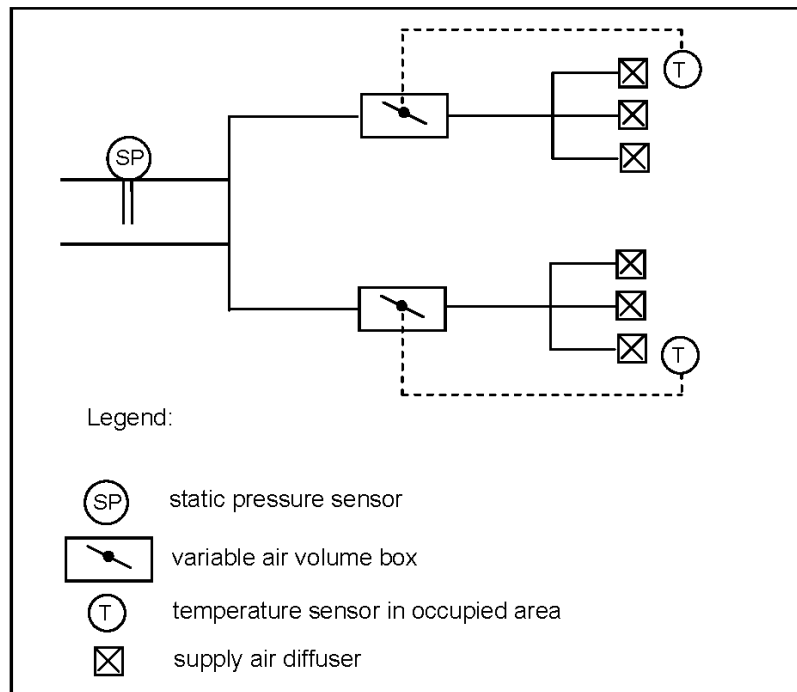 T
SP
T
Legend:
SP static pressure sensor
variable air volume box
T temperature sensor in occupied area
supply air diffuser